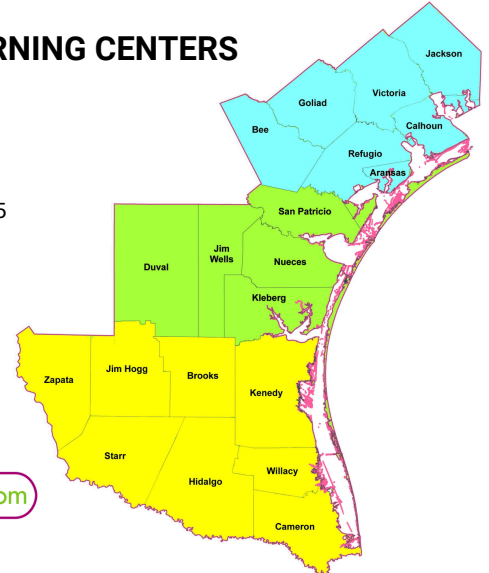 RNING CENTERS
Jackson
Victoria
Goliad
Calhoun
Bee
Refugio
Aransas
5
San Patricio
Jim
Wells
Nueces
Duval
Kleberg
Jim Hogg
Brooks
Zapata
Kenedy
Starr
Willacy
Hidalgo
om
Cameron